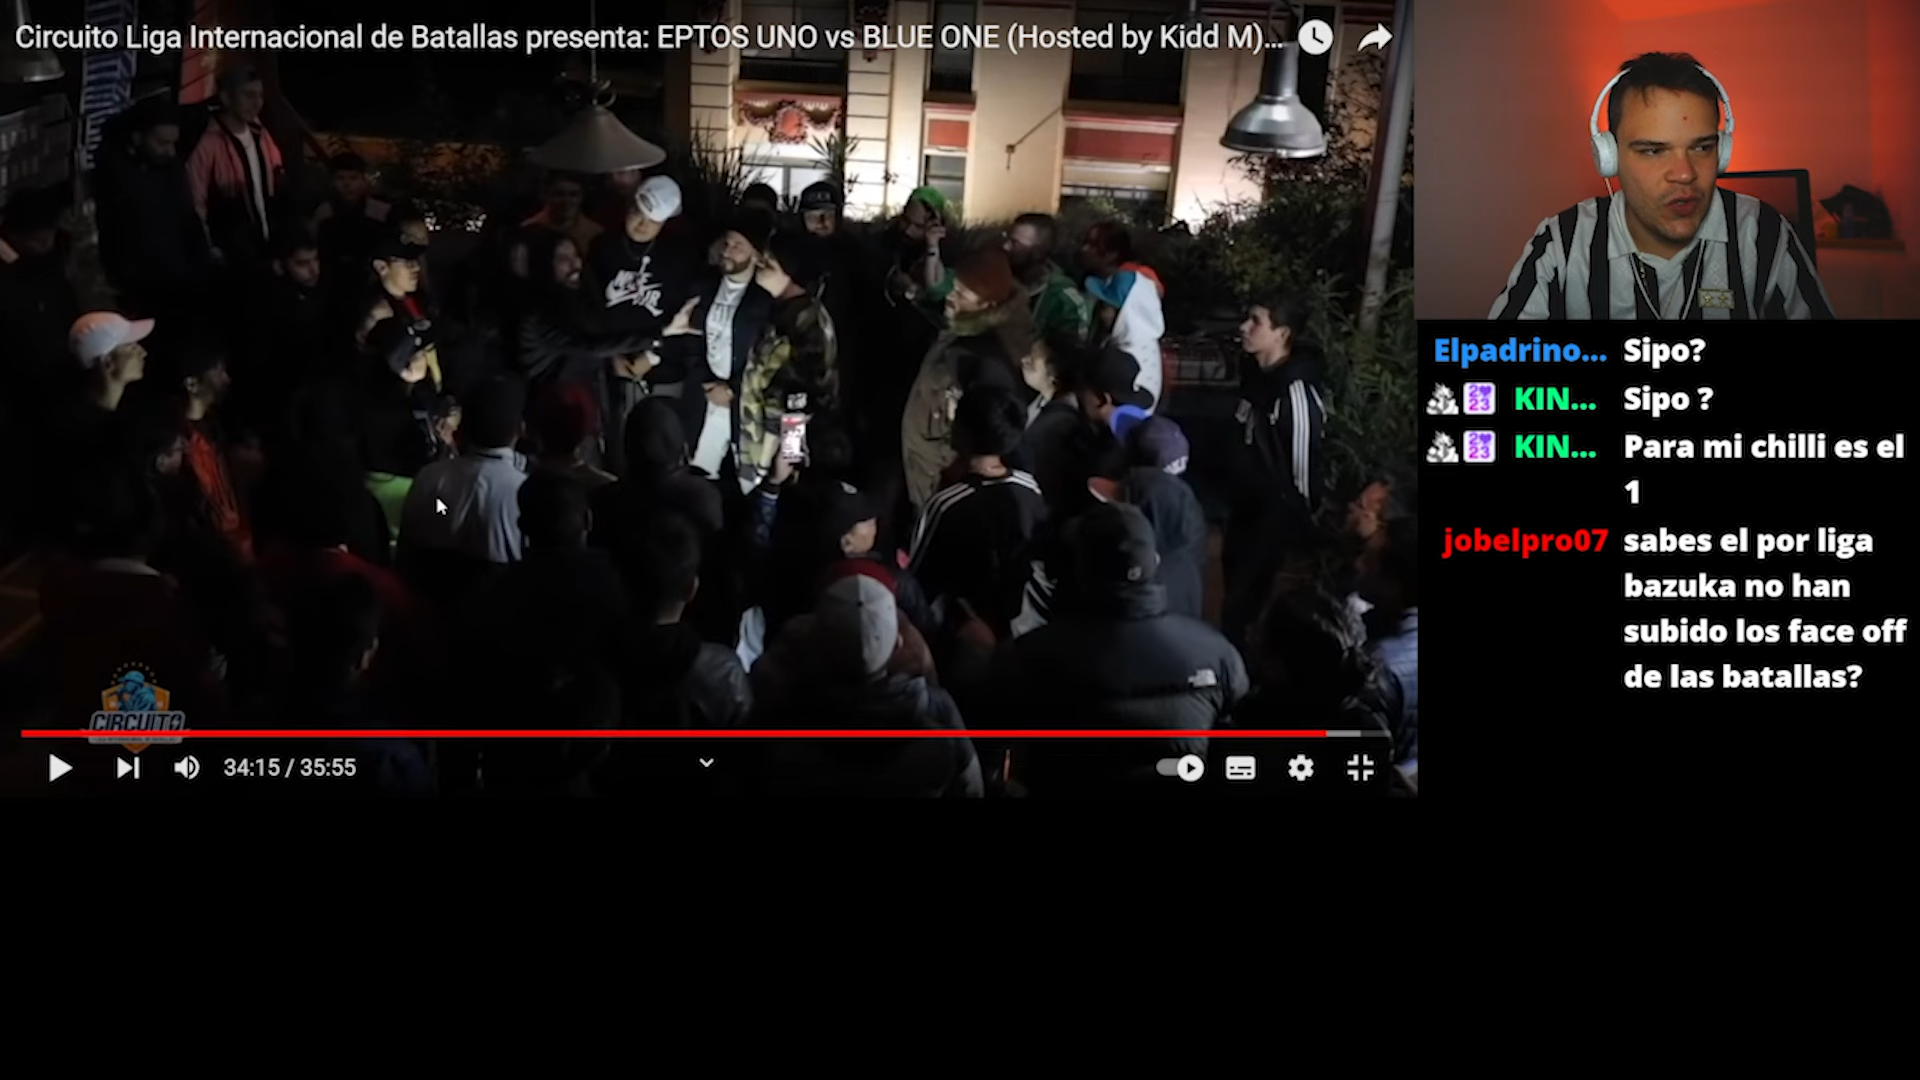 Circuito Liga Internacional de Batallas presenta: EPTOS UNO vs BLUE ONE (Hosted by Kidd M)...
Elpadrino... Sipo?
KIN... Sipo ?
KIN... Para mi chilli es el
1
jobelpro07 sabes el por liga
bazuka no han
subido los face off
de las batallas?
CIRCUITO
34:15 / 35:55